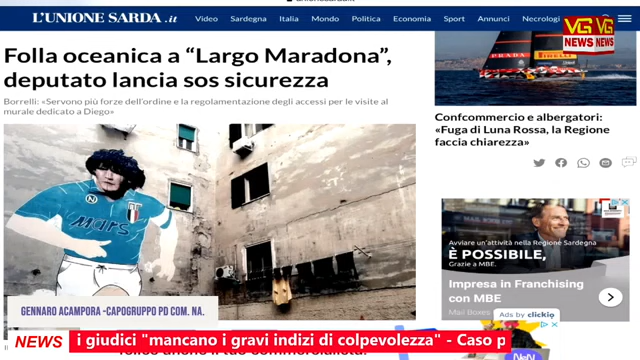 L'UNIONE SARDA.it
Video Sardegna Italia Mondo Politica Economia Sport Annunci Necrologi
VG VG
NEWS NEWS
Folla oceanica a “Largo Maradona”,
deputato lancia sos sicurezza
Borrelli: «Servono più forze dell'ordine e la regolamentazione degli accessi per le visite al
murale dedicato a Diego»
PRADA
Confcommercio e albergatori:
«Fuga di Luna Rossa, la Regione
faccia chiarezza»
Mars
Avviare un'attività nella Regione Sardegna
È POSSIBILE,
Grazie a MBE.
Impresa in Franchising
con MBE
Mail Boxes
Ads by clickio
GENNARO ACAMPORA -CAPOGRUPPO PD COM. NA.
NEWS i giudici "mancano i gravi indizi di colpevolezza" - Caso p